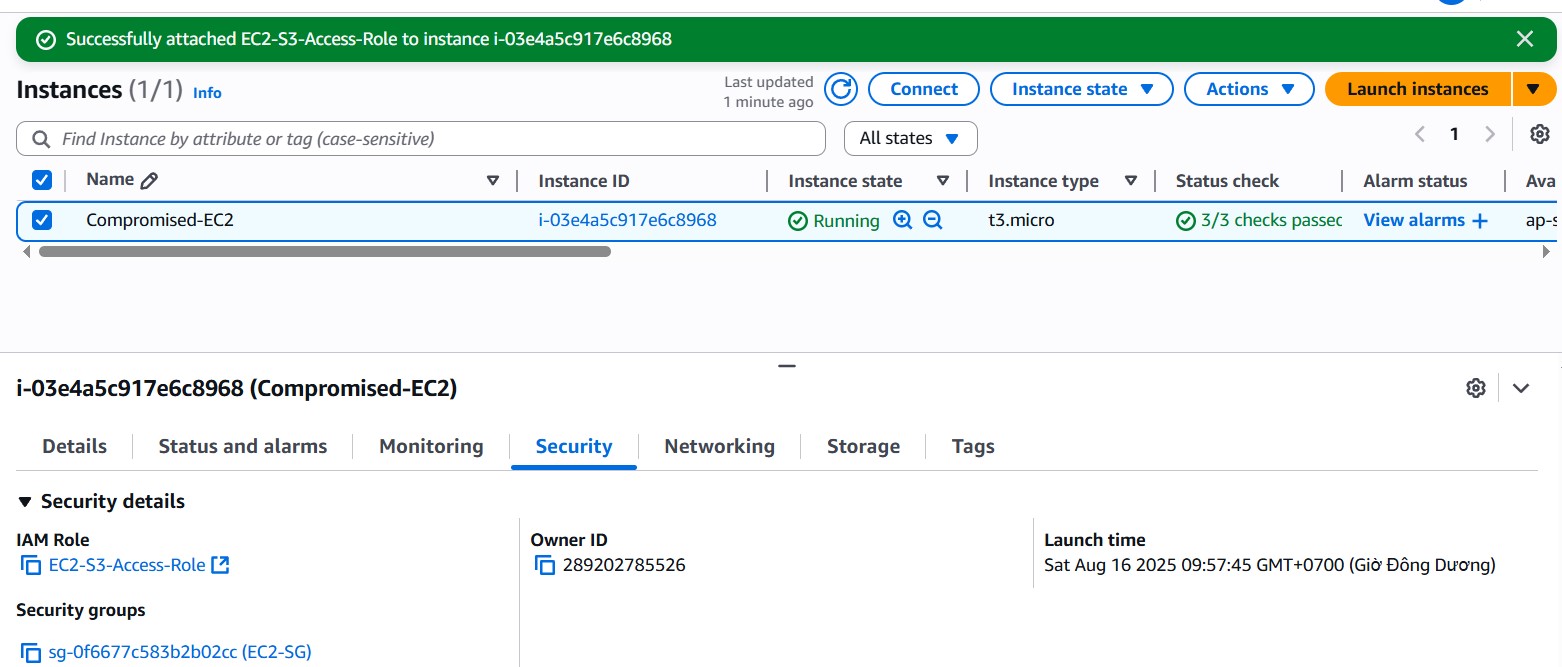 Successfully attached EC2-S3-Access-Role to instance i-03e4a5c917e6c8968
Instances (1/1) Info
Last updated
1 minute ago
Connect
Instance state
Actions
Launch instances
Find Instance by attribute or tag (case-sensitive)
All states
1
Name
Instance ID
Instance state
Instance type
Status check
Alarm status
Ava
Compromised-EC2
i-03e4a5c917e6c8968
Running
t3.micro
3/3 checks passec
View alarms +
ap-s
i-03e4a5c917e6c8968 (Compromised-EC2)
Details
Status and alarms
Monitoring
Security
Networking
Storage
Tags
Security details
IAM Role
EC2-S3-Access-Role
Owner ID
289202785526
Launch time
Sat Aug 16 2025 09:57:45 GMT+0700 (Giờ Đông Dương)
Security groups
sg-0f6677c583b2b02cc (EC2-SG)